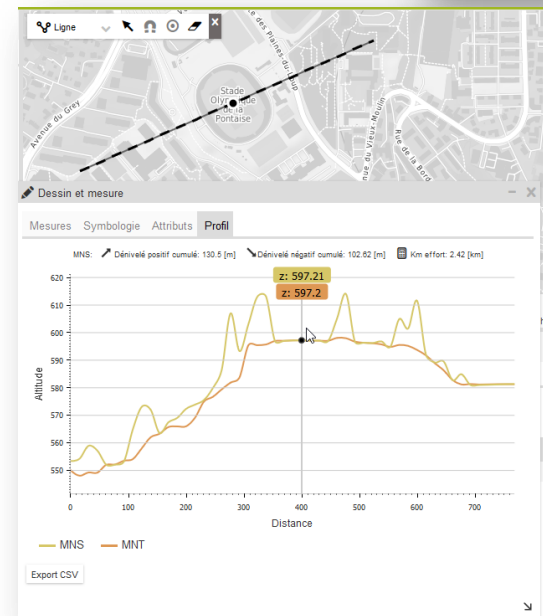 Ligne
Avenue du Grey
Stade
Olympique
de la
Pontaise
e des Plaines-du-Loup
nue du Vieux-Moulin
Rue de la Bord
Dessin et mesure
Mesures Symbologie Attributs Profil
MNS: Dénivelé positif cumulé: 130.5 [m] Dénivelé négatif cumulé: 102.62 [m] Km effort: 2.42 [km]
z: 597.21
z: 597.2
620
610
600
590
580
570
560
550
Altitude
0 100 200 300 400 500 600 700
Distance
MNS MNT
Export CSV